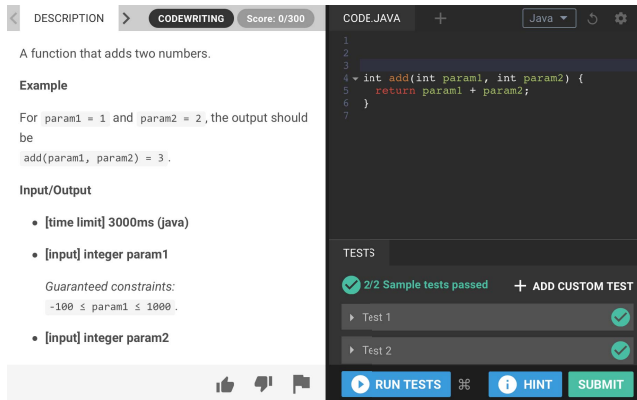 DESCRIPTION
CODEWRITING
Score: 0/300
A function that adds two numbers.
Example
For param1 = 1 and param2 = 2 , the output should
be
add(param1, param2) = 3 .
Input/Output
• [time limit] 3000ms (java)
• [input] integer param1
Guaranteed constraints:
-100 ≤ param1 ≤ 1000 .
• [input] integer param2
CODE.JAVA
Java
1
2
3
4 int add(int param1, int param2) {
5 return param1 + param2;
6 }
7
TESTS
2/2 Sample tests passed
+ ADD CUSTOM TEST
Test 1
Test 2
RUN TESTS
⌘
i HINT
SUBMIT